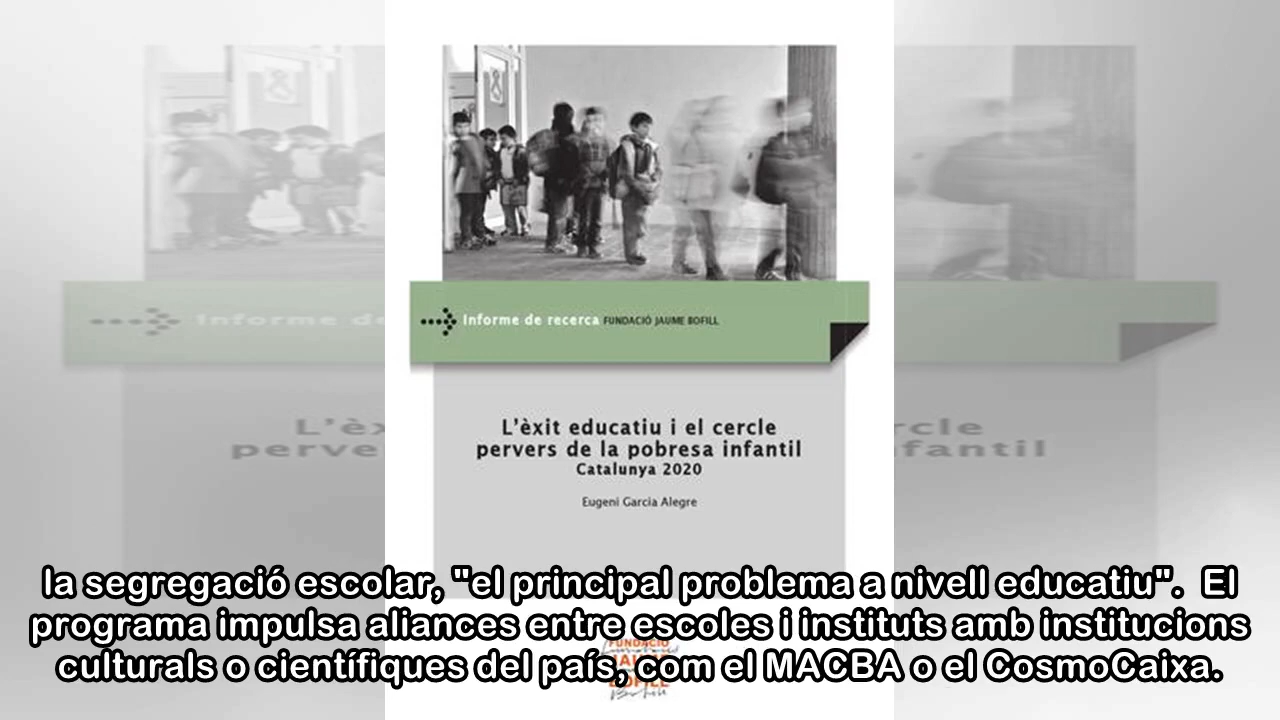 Informe de recerca FUNDACIÓ JAUME BOFILL
L'èxit educatiu i el cercle
pervers de la pobresa infantil
Catalunya 2020
Eugeni Garcia Alegre
la segregació escolar, "el principal problema a nivell educatiu".  El
programa impulsa aliances entre escoles i instituts amb institucions
culturals o científiques del país, com el MACBA o el CosmoCaixa.
FUNDACIÓ